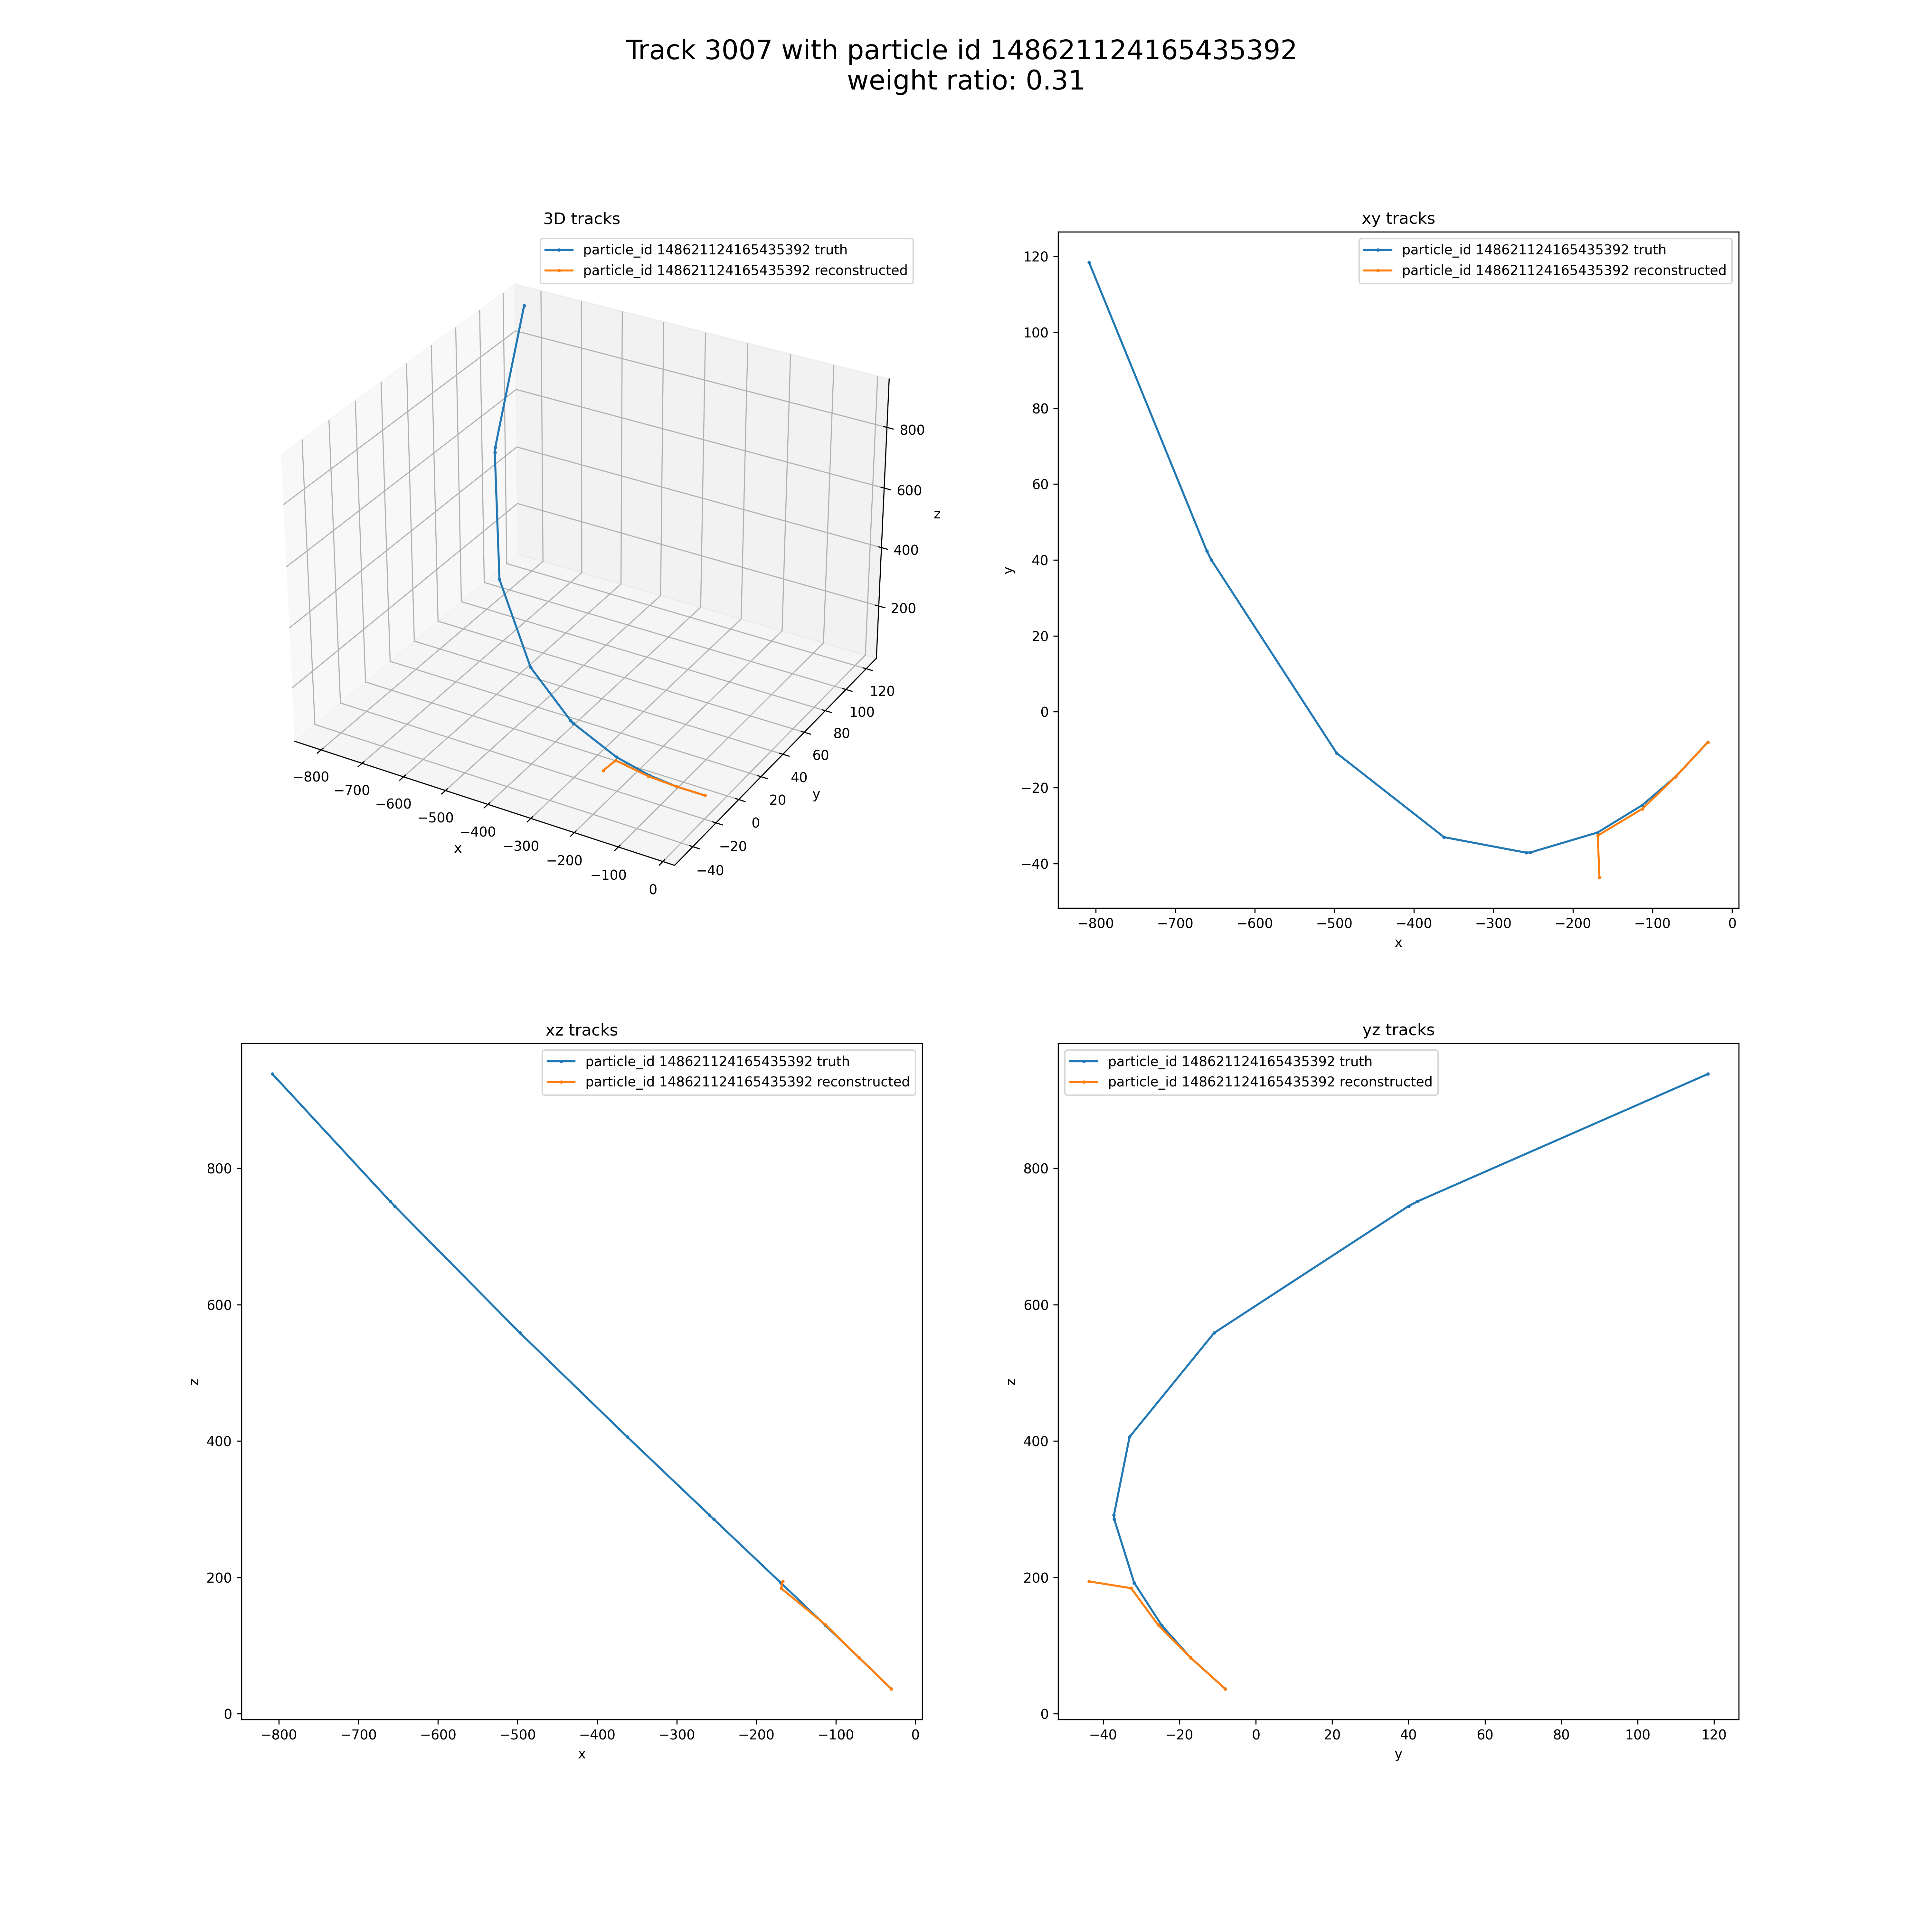 Track 3007 with particle id 148621124165435392
weight ratio: 0.31
3D tracks
particle_id 148621124165435392 truth
particle_id 148621124165435392 reconstructed
800
600
z
400
200
120
100
80
60
40
y
20
0
−20
−40
−800
−700
−600
−500
−400
x
−300
−200
−100
0
xy tracks
particle_id 148621124165435392 truth
particle_id 148621124165435392 reconstructed
120
100
80
60
40
y
20
0
−20
−40
−800 −700 −600 −500 −400 −300 −200 −100 0
x
xz tracks
particle_id 148621124165435392 truth
particle_id 148621124165435392 reconstructed
800
600
z
400
200
0
−800 −700 −600 −500 −400 −300 −200 −100 0
x
yz tracks
particle_id 148621124165435392 truth
particle_id 148621124165435392 reconstructed
800
600
z
400
200
0
−40 −20 0 20 40 60 80 100 120
y